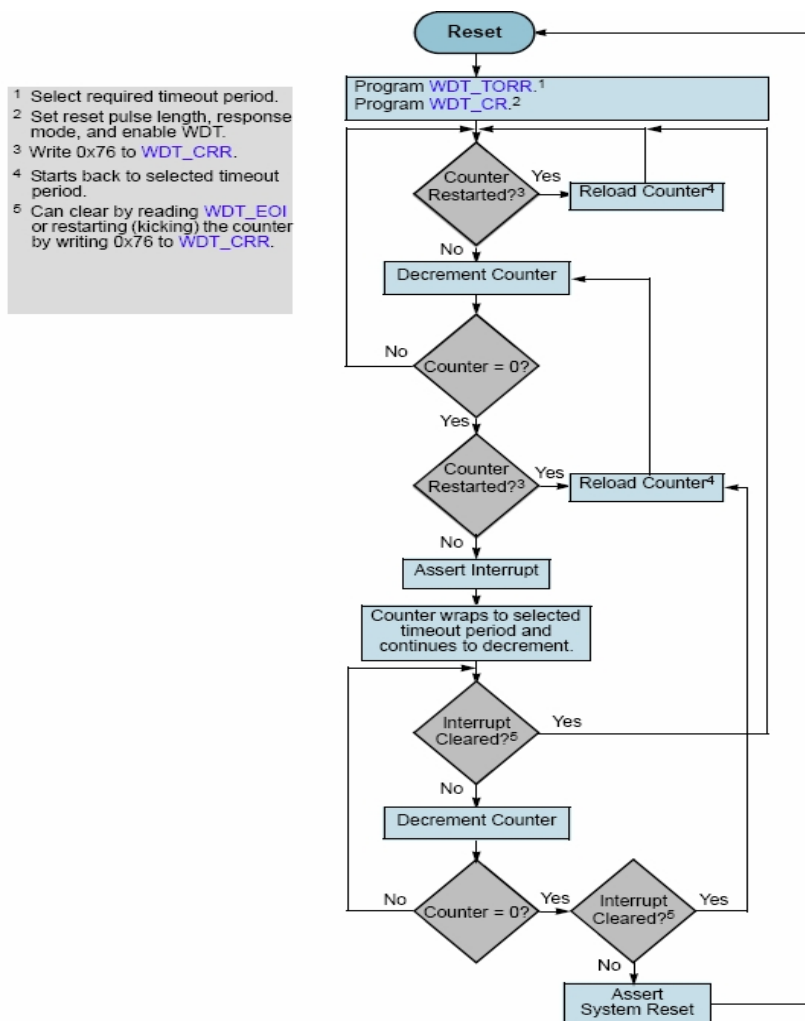 Reset
1 Select required timeout period.
2 Set reset pulse length, response
mode, and enable WDT.
3 Write 0x76 to WDT_CRR.
4 Starts back to selected timeout
period.
5 Can clear by reading WDT_EOI
or restarting (kicking) the counter
by writing 0x76 to WDT_CRR.
Program WDT_TORR.1
Program WDT_CR.2
Counter
Restarted?3
Yes
Reload Counter4
No
Decrement Counter
No
Counter = 0?
Yes
Counter
Restarted?3
Yes
Reload Counter4
No
Assert Interrupt
Counter wraps to selected
timeout period and
continues to decrement.
Interrupt
Cleared?5
Yes
No
Decrement Counter
No
Counter = 0?
Yes
Interrupt
Cleared?5
Yes
No
Assert
System Reset